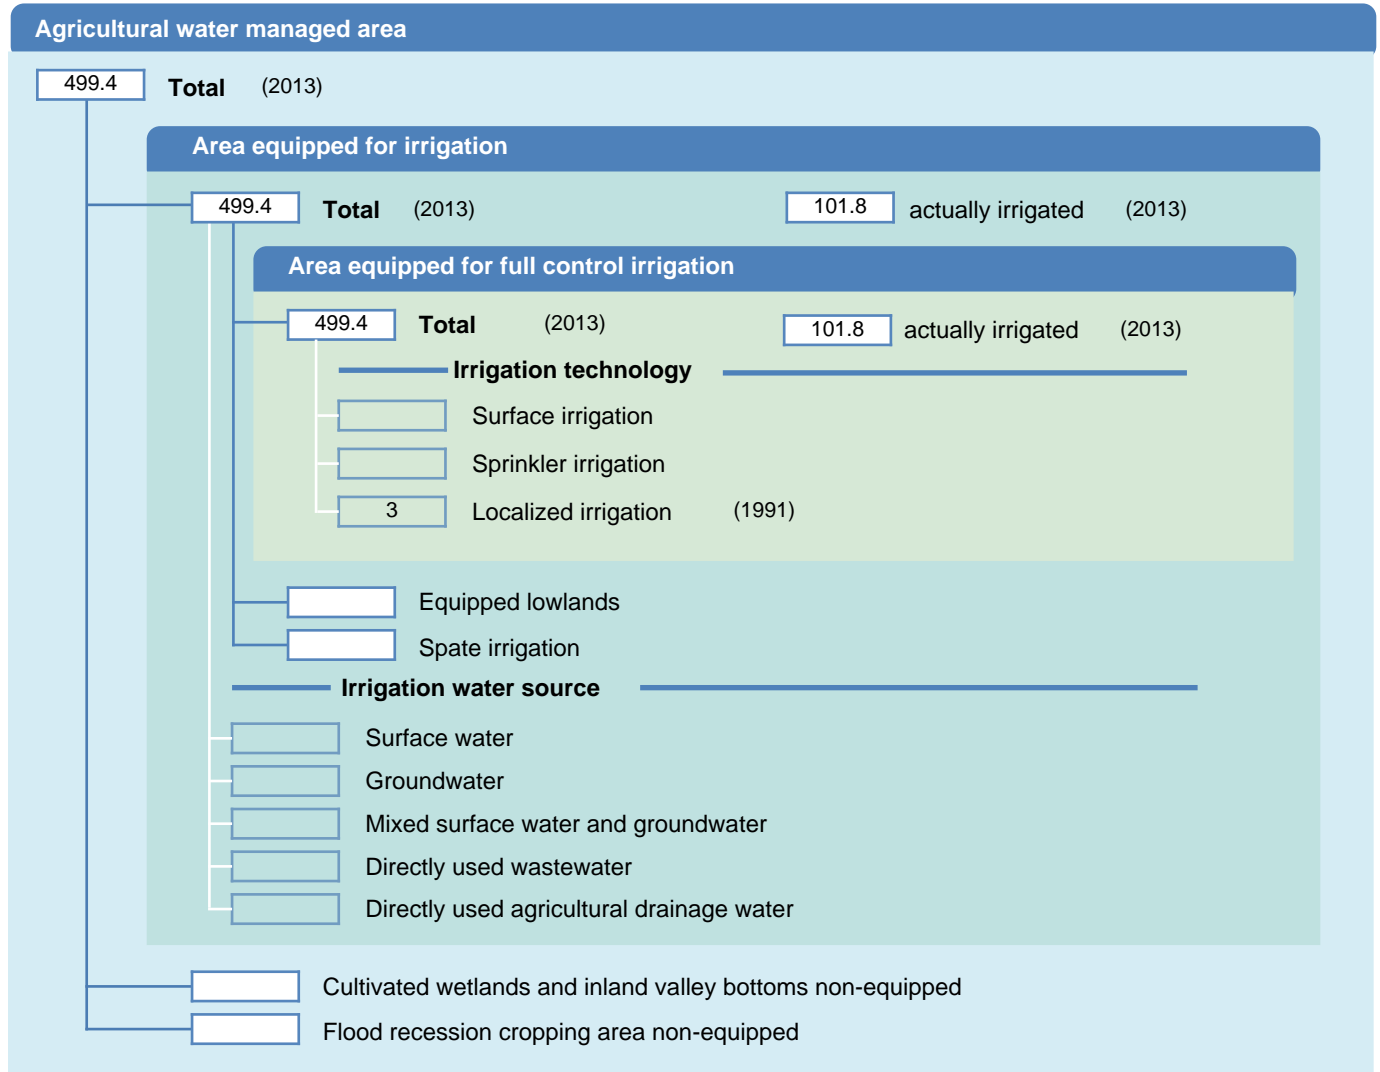 Agricultural water managed area
499.4 Total (2013)
Area equipped for irrigation
499.4 Total (2013) 101.8 actually irrigated (2013)
Area equipped for full control irrigation
499.4 Total (2013) 101.8 actually irrigated (2013)
Irrigation technology
Surface irrigation
Sprinkler irrigation
3 Localized irrigation (1991)
Equipped lowlands
Spate irrigation
Irrigation water source
Surface water
Groundwater
Mixed surface water and groundwater
Directly used wastewater
Directly used agricultural drainage water
Cultivated wetlands and inland valley bottoms non-equipped
Flood recession cropping area non-equipped